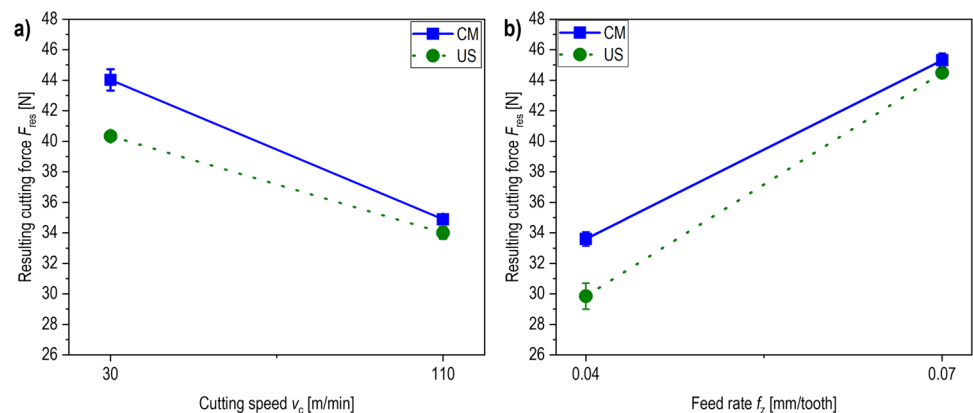 a)
CM
US
48
46
44
42
40
38
36
34
32
30
28
26
Resulting cutting force Fres [N]
30
110
Cutting speed vc [m/min]
b)
CM
US
48
46
44
42
40
38
36
34
32
30
28
26
Resulting cutting force Fres [N]
0.04
0.07
Feed rate fz [mm/tooth]